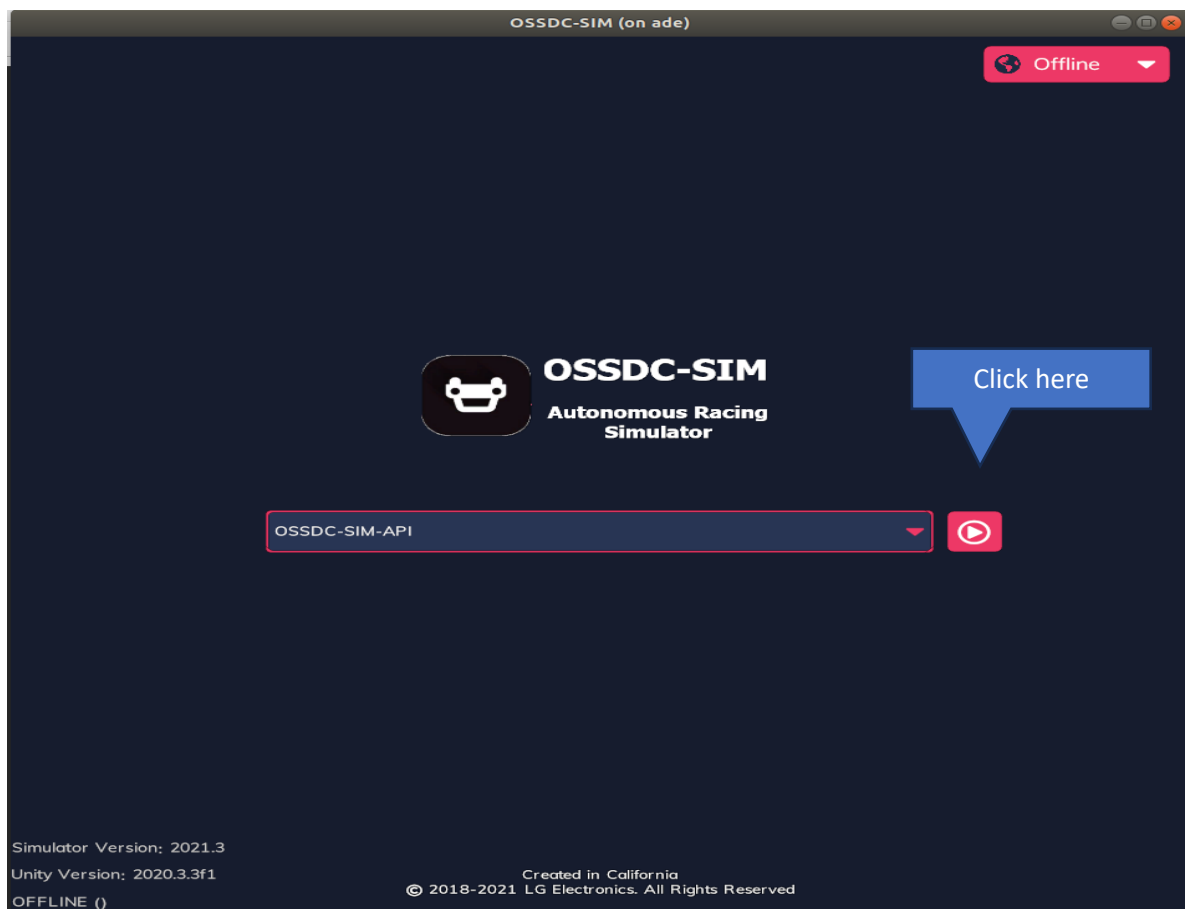 OSSDC-SIM (on ade)
Offline
OSSDC-SIM
Autonomous Racing
Simulator
Click here
OSSDC-SIM-API
Simulator Version: 2021.3
Unity Version: 2020.3.3f1
OFFLINE ()
Created in California
© 2018-2021 LG Electronics. All Rights Reserved